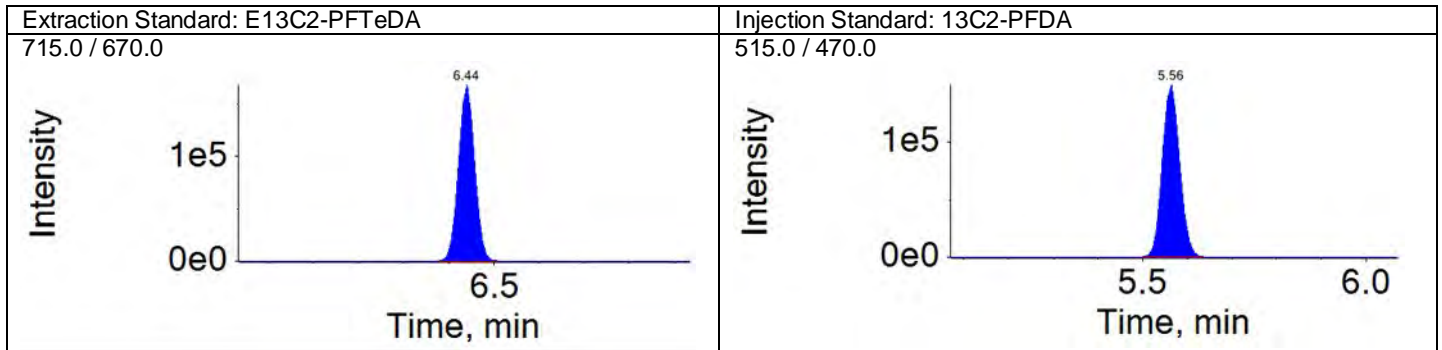 Extraction Standard: E13C2-PFTeDA
715.0 / 670.0
6.44
Intensity
1e5
0e0
6.5
Time, min
Injection Standard: 13C2-PFDA
515.0 / 470.0
5.56
Intensity
1e5
0e0
5.5 6.0
Time, min